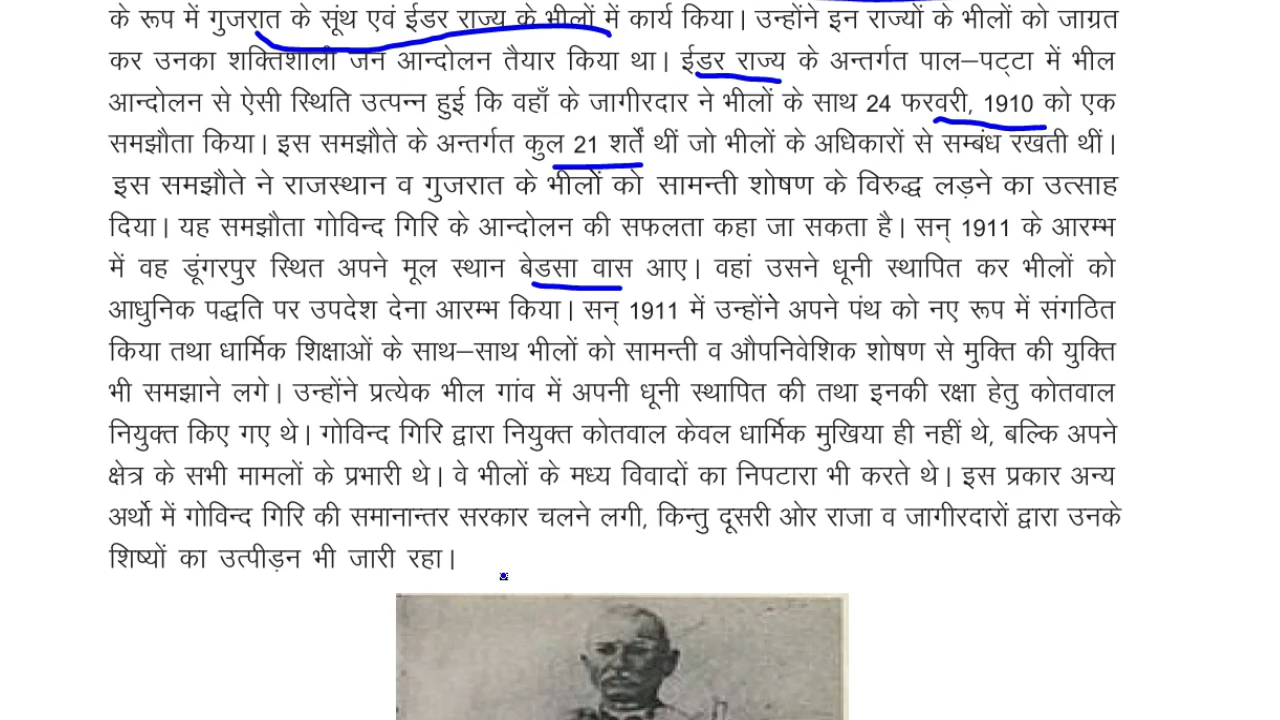 के रूप में गुजरात के सूंथ एवं ईडर राज्य के भीलों में कार्य किया। उन्होंने इन राज्यों के भीलों को जाग्रत
कर उनका शक्तिशाली जन आन्दोलन तैयार किया था। ईडर राज्य के अन्तर्गत पाल–पट्टा में भील
आन्दोलन से ऐसी स्थिति उत्पन्न हुई कि वहाँ के जागीरदार ने भीलों के साथ 24 फरवरी, 1910 को एक
समझौता किया। इस समझौते के अन्तर्गत कुल 21 शर्तें थीं जो भीलों के अधिकारों से सम्बंध रखती थीं।
इस समझौते ने राजस्थान व गुजरात के भीलों को सामन्ती शोषण के विरुद्ध लड़ने का उत्साह
दिया। यह समझौता गोविन्द गिरि के आन्दोलन की सफलता कहा जा सकता है। सन् 1911 के आरम्भ
में वह डूंगरपुर स्थित अपने मूल स्थान बेडसा वास आए। वहां उसने धूनी स्थापित कर भीलों को
आधुनिक पद्धति पर उपदेश देना आरम्भ किया। सन् 1911 में उन्होंने अपने पंथ को नए रूप में संगठित
किया तथा धार्मिक शिक्षाओं के साथ–साथ भीलों को सामन्ती व औपनिवेशिक शोषण से मुक्ति की युक्ति
भी समझाने लगे। उन्होंने प्रत्येक भील गांव में अपनी धूनी स्थापित की तथा इनकी रक्षा हेतु कोतवाल
नियुक्त किए गए थे। गोविन्द गिरि द्वारा नियुक्त कोतवाल केवल धार्मिक मुखिया ही नहीं थे, बल्कि अपने
क्षेत्र के सभी मामलों के प्रभारी थे। वे भीलों के मध्य विवादों का निपटारा भी करते थे। इस प्रकार अन्य
अर्थो में गोविन्द गिरि की समानान्तर सरकार चलने लगी, किन्तु दूसरी ओर राजा व जागीरदारों द्वारा उनके
शिष्यों का उत्पीड़न भी जारी रहा।